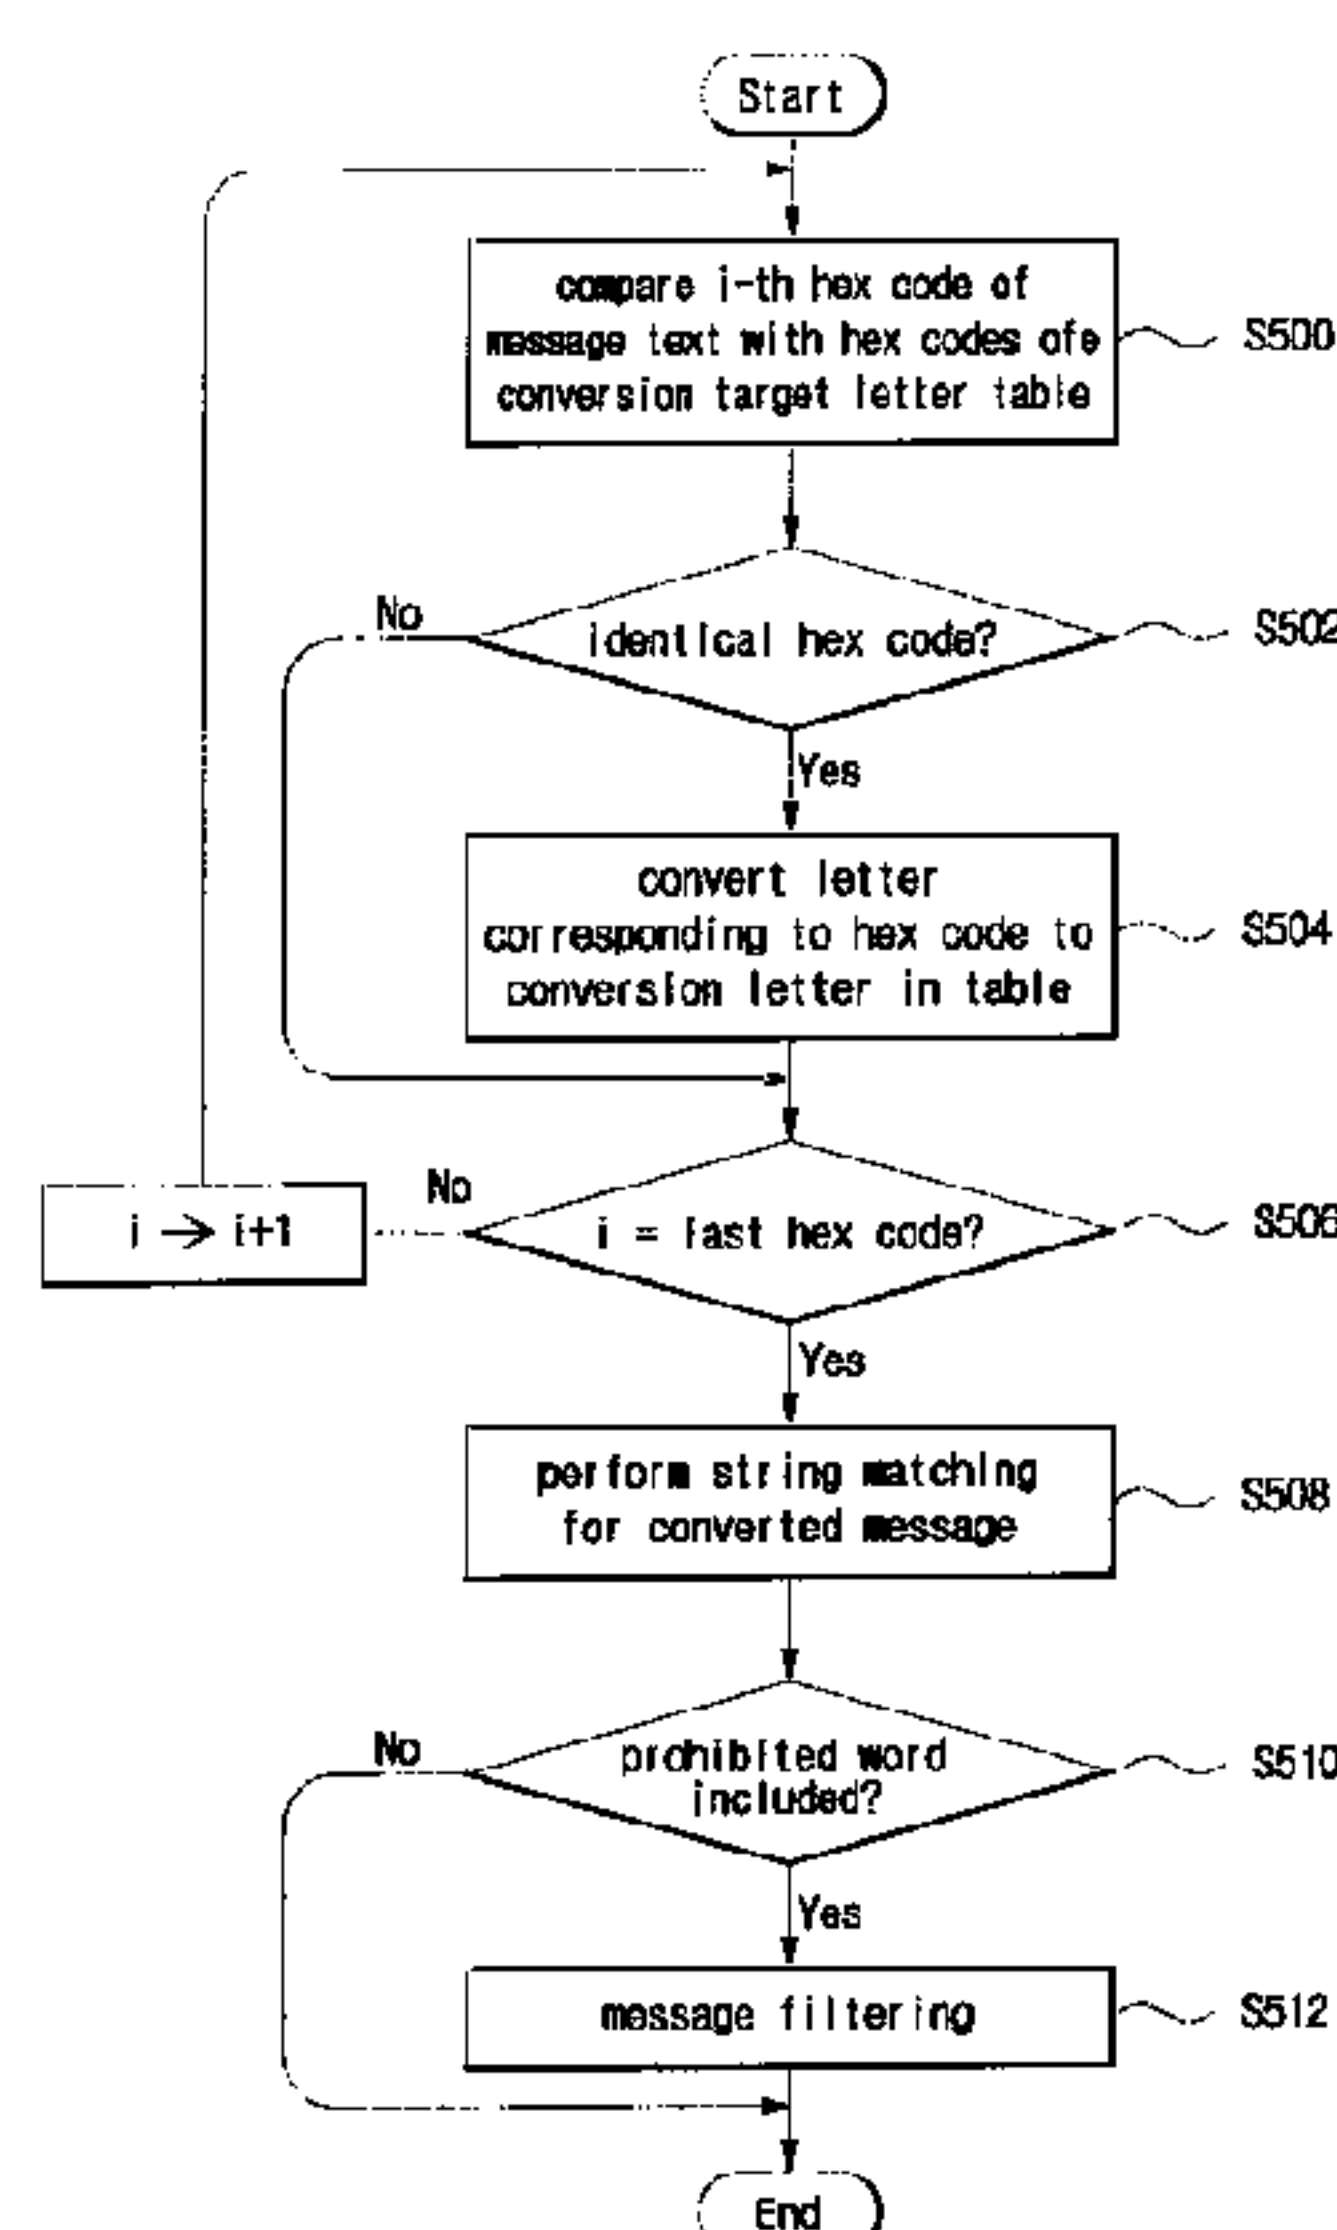 Start
compare i-th hex code of
message text with hex codes ofe
conversion target letter table
S500
No
identical hex code?
S502
Yes
convert letter
corresponding to hex code to
conversion letter in table
S504
No
i → i+1
i = last hex code?
S506
Yes
perform string matching
for converted message
S508
No
prohibited word
included?
S510
Yes
message filtering
S512
End